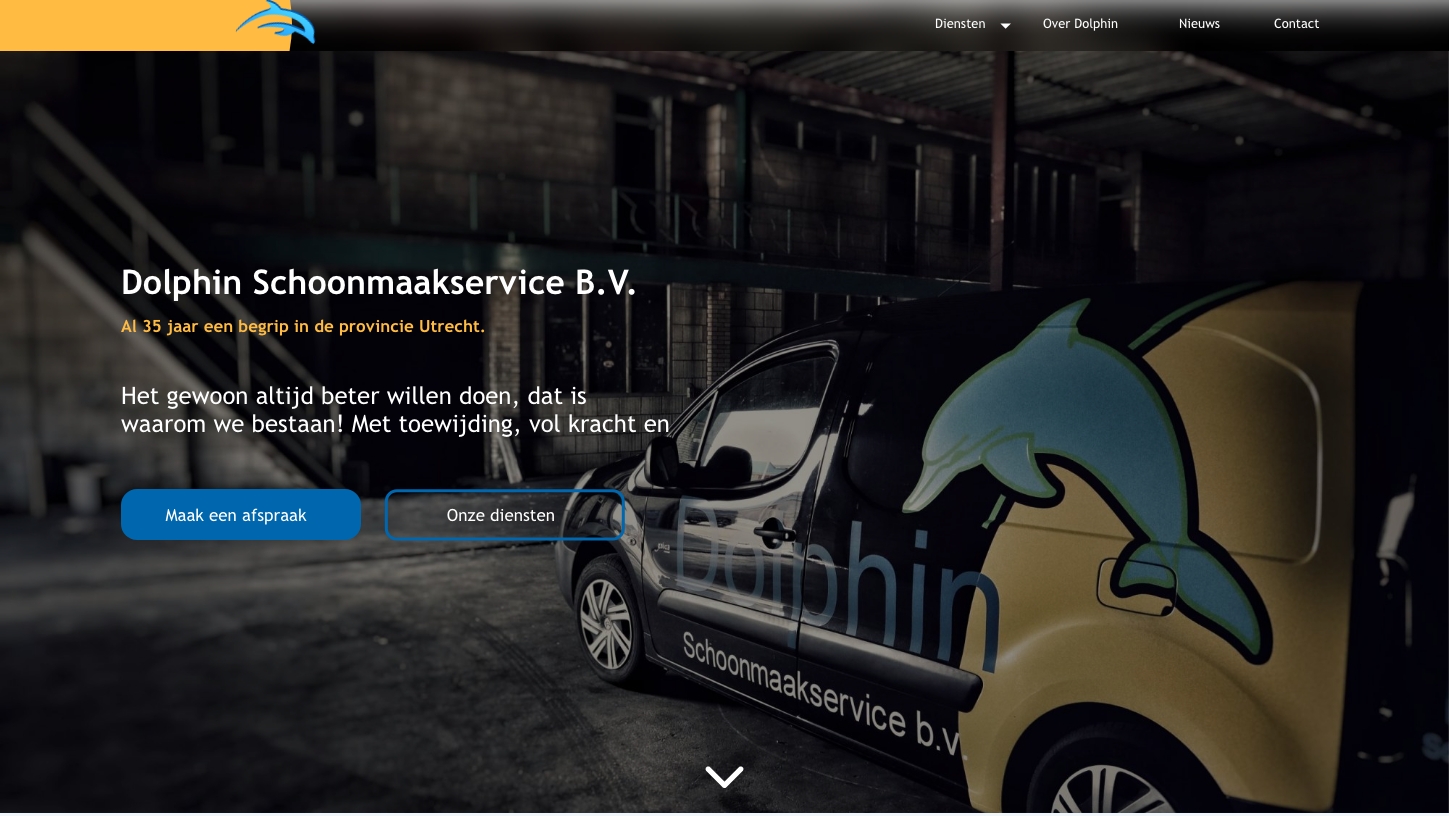 Diensten
Over Dolphin
Nieuws
Contact
Dolphin Schoonmaakservice B.V.
Al 35 jaar een begrip in de provincie Utrecht.
Het gewoon altijd beter willen doen, dat is
waarom we bestaan! Met toewijding, vol kracht en
Maak een afspraak
Onze diensten
Dolphin
Schoonmaakservice b.v.